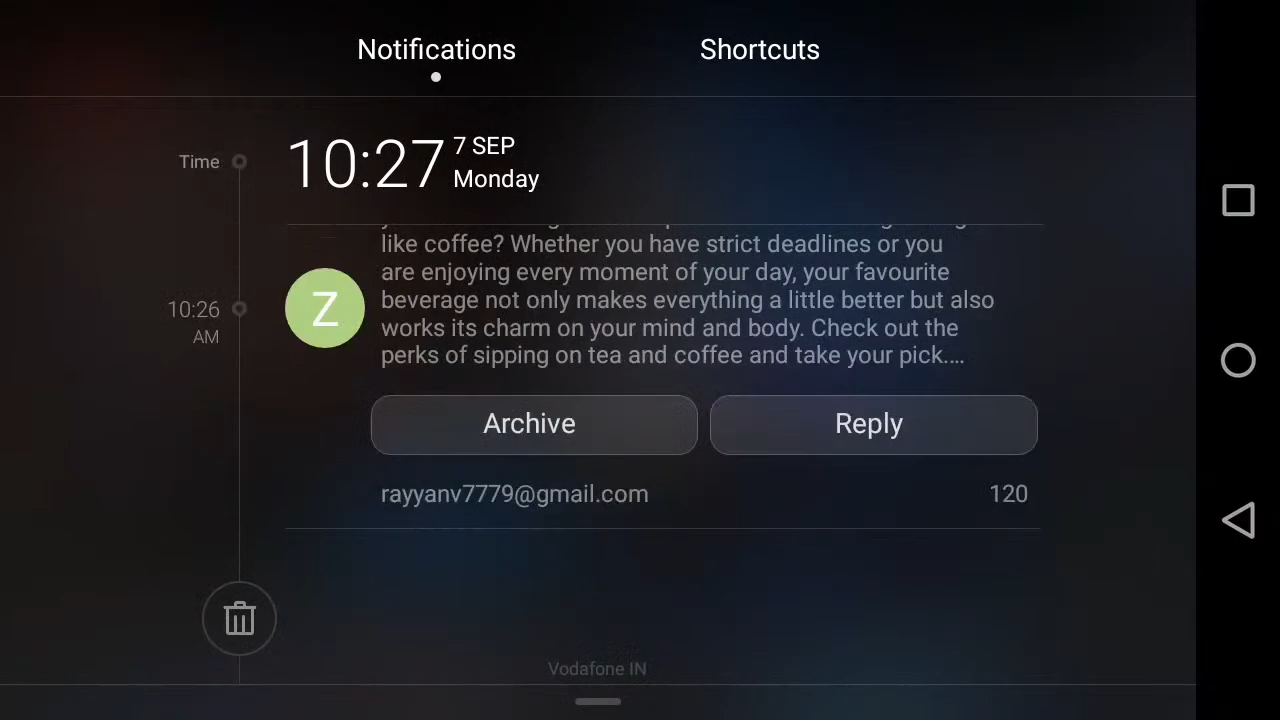 Notifications
Shortcuts
Time
10:27
7 SEP
Monday
like coffee? Whether you have strict deadlines or you
are enjoying every moment of your day, your favourite
beverage not only makes everything a little better but also
works its charm on your mind and body. Check out the
perks of sipping on tea and coffee and take your pick....
10:26
AM
Z
Archive
Reply
rayyanv7779@gmail.com
120
Vodafone IN